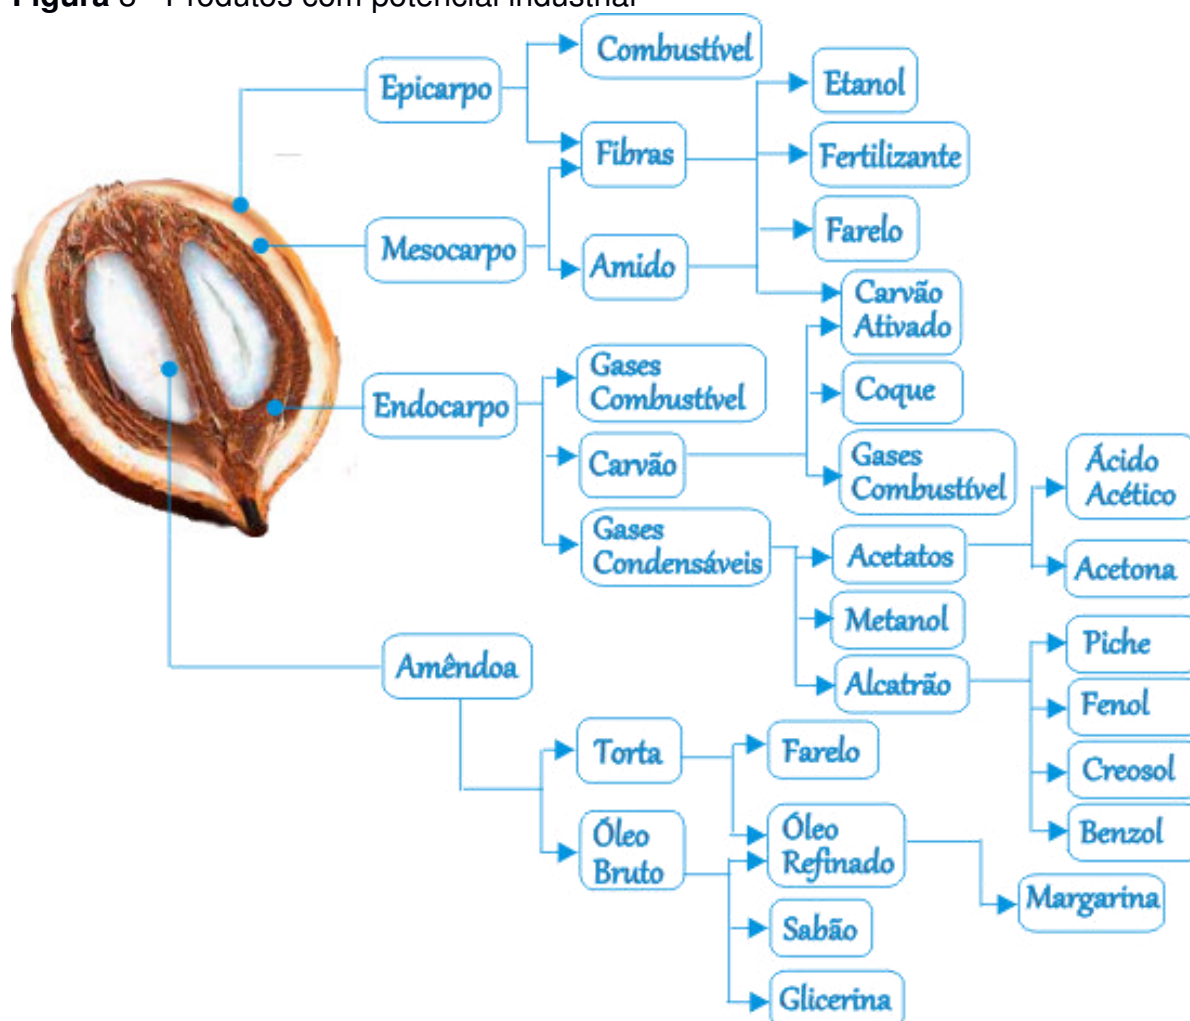 Figura 8 - Produtos com potencial industrial
Combustível
Epicarpo
Etanol
Fibras
Fertilizante
Mesocarpo
Farelo
Amido
Carvão
Ativado
Gases
Combustível
Endocarpo
Coque
Carvão
Gases
Combustível
Ácido
Acético
Gases
Condensáveis
Acetatos
Acetona
Metanol
Amêndoa
Alcatrão
Piche
Fenol
Torta
Farelo
Creosol
Óleo
Bruto
Óleo
Refinado
Benzol
Margarina
Sabão
Glicerina